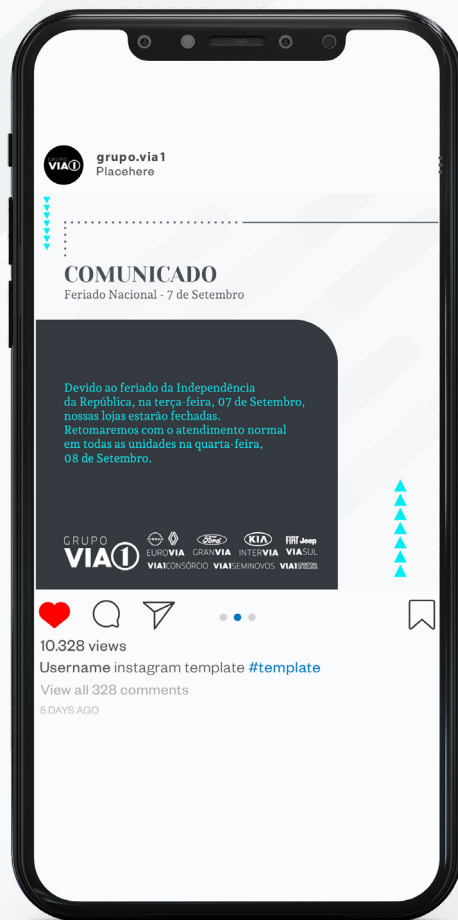 GRUPO
VIA1
grupo.via1
Placehere
COMUNICADO
Feriado Nacional - 7 de Setembro
Devido ao feriado da Independência
da República, na terça-feira, 07 de Setembro,
nossas lojas estarão fechadas.
Retomaremos com o atendimento normal
em todas as unidades na quarta-feira,
08 de Setembro.
GRUPO
VIA1
Ford KIA FIAT Jeep
EUROVIA GRANVIA INTERVIA VIASUL
VIA1CONSÓRCIO VIA1SEMINOVOS VIA1
10.328 views
Username instagram template #template
View all 328 comments
5 DAYS AGO